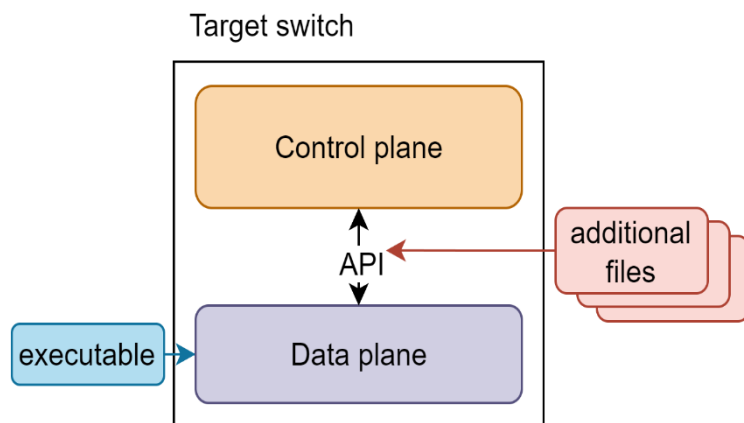 Target switch
Control plane
API
additional
files
executable
Data plane